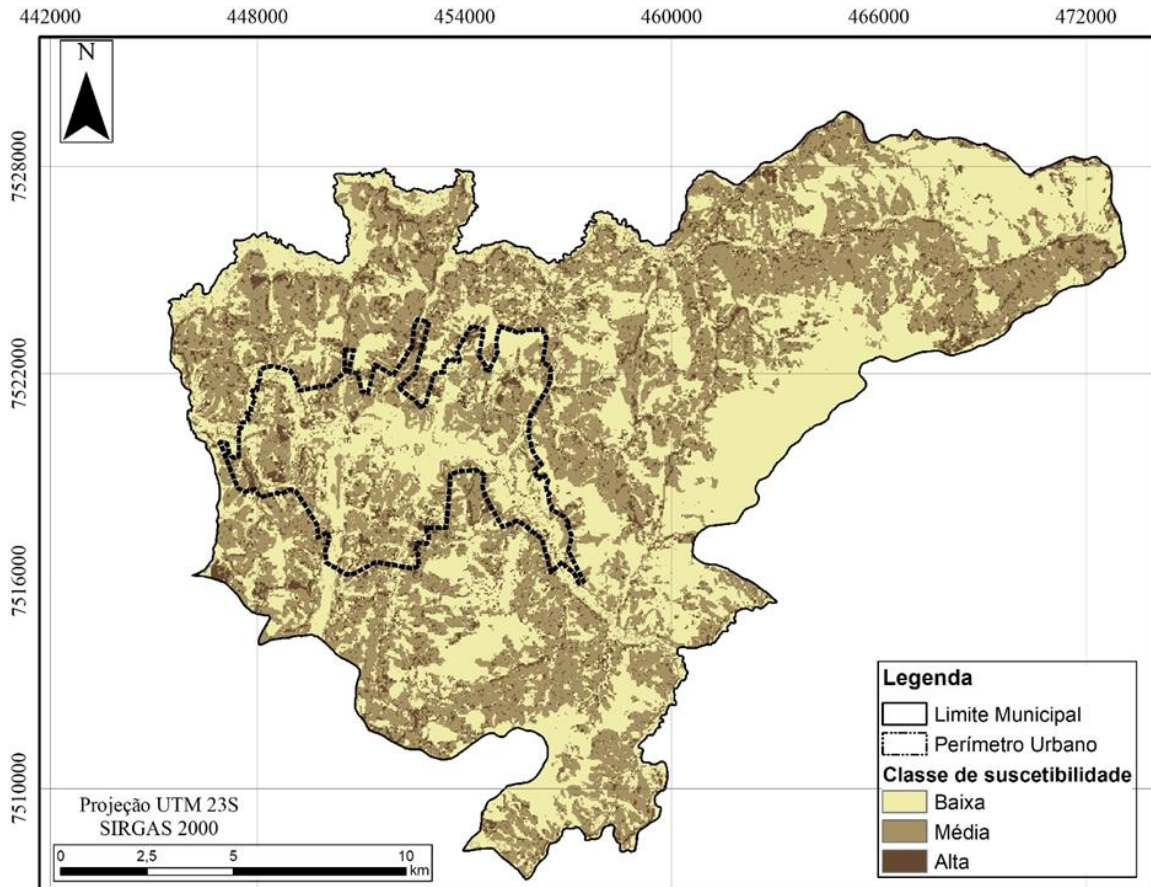 442000 448000 454000 460000 466000 472000
N
7528000
7522000
7516000
7510000
Projeção UTM 23S
SIRGAS 2000
0 2,5 5 10
km
Legenda
Limite Municipal
Perímetro Urbano
Classe de suscetibilidade
Baixa
Média
Alta